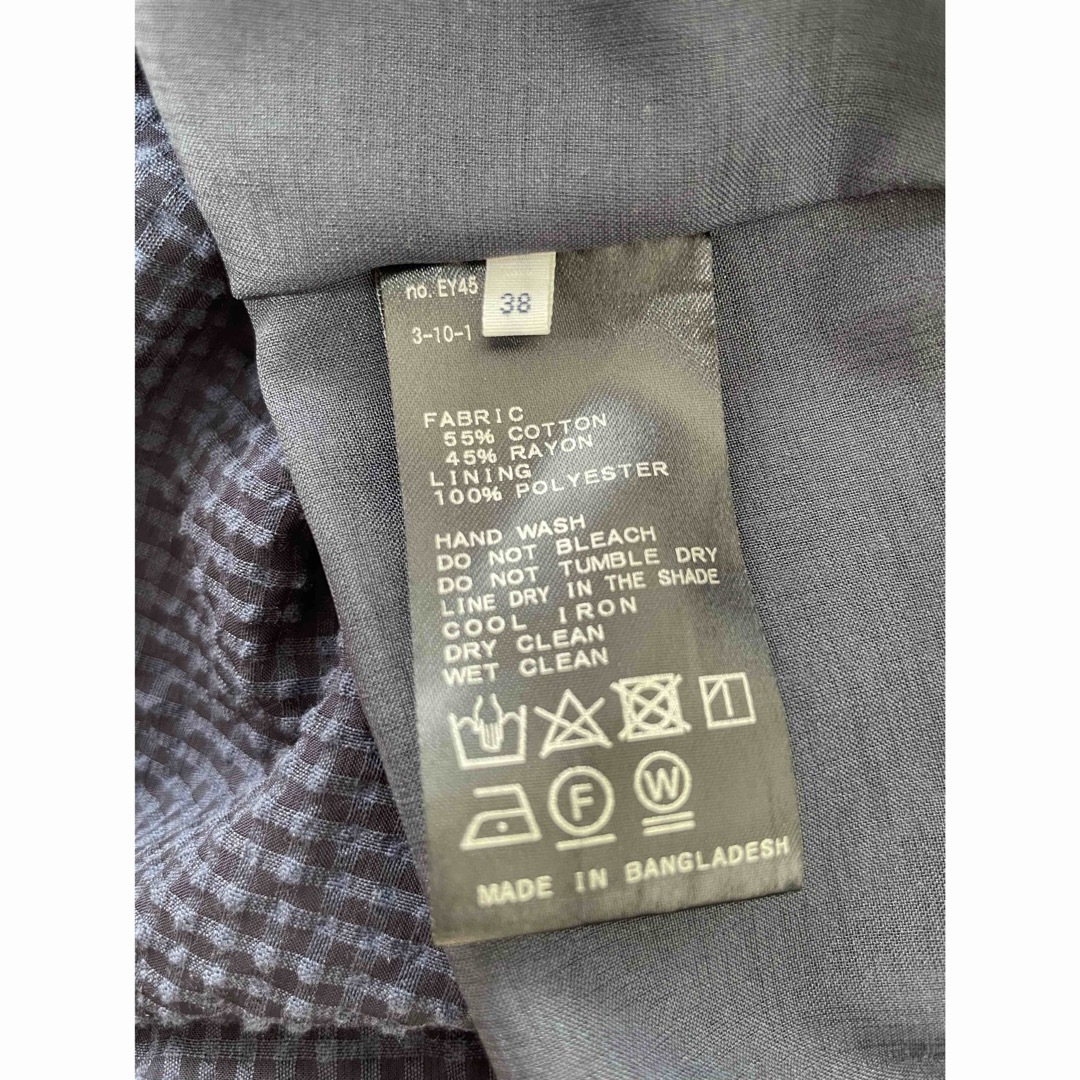 no. EY45
38
3-10-1
FABRIC
55% COTTON
45% RAYON
LINING
100% POLYESTER
HAND WASH
DO NOT BLEACH
DO NOT TUMBLE DRY
LINE DRY IN THE SHADE
COOL IRON
DRY CLEAN
WET CLEAN
F
W
MADE IN BANGLADESH